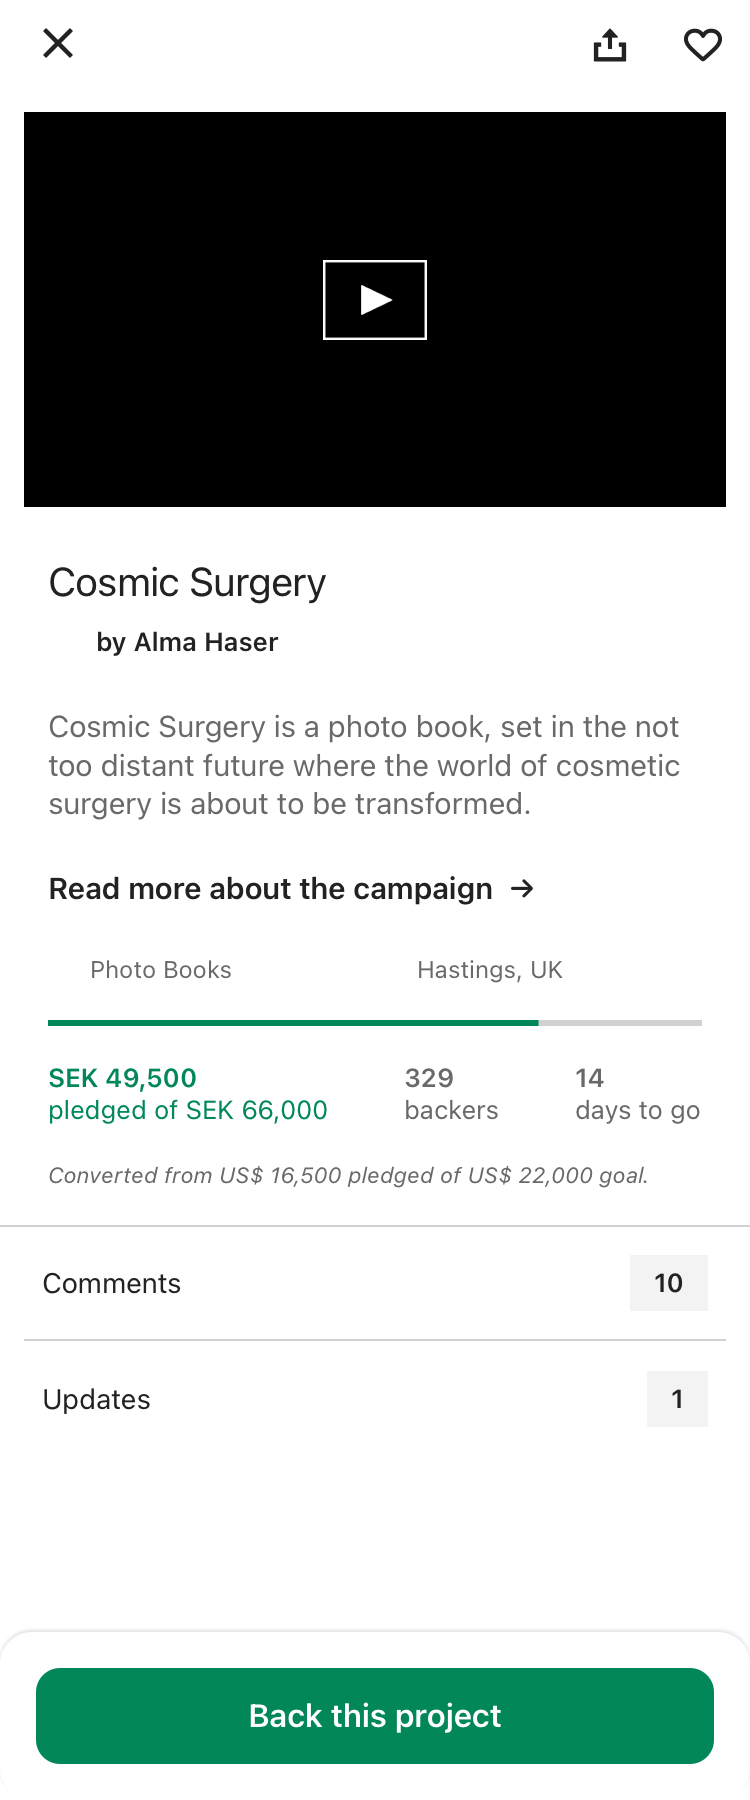 Cosmic Surgery
by Alma Haser
Cosmic Surgery is a photo book, set in the not
too distant future where the world of cosmetic
surgery is about to be transformed.
Read more about the campaign →
Photo Books
Hastings, UK
SEK 49,500
pledged of SEK 66,000
329
backers
14
days to go
Converted from US$ 16,500 pledged of US$ 22,000 goal.
Comments
10
Updates
1
Back this project